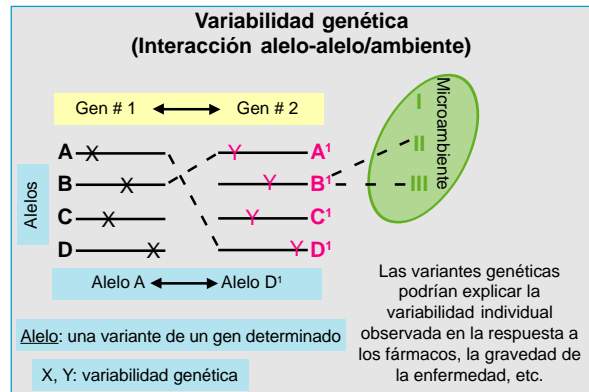 Variabilidad genética
(Interacción alelo-alelo/ambiente)
Gen # 1 Gen # 2
Microambiente
I
II
III
Alelos
A X Y A¹
B X Y B¹
C X Y C¹
D X Y D¹
Alelo A Alelo D¹
Alelo: una variante de un gen determinado
X, Y: variabilidad genética
Las variantes genéticas
podrían explicar la
variabilidad individual
observada en la respuesta a
los fármacos, la gravedad de
la enfermedad, etc.